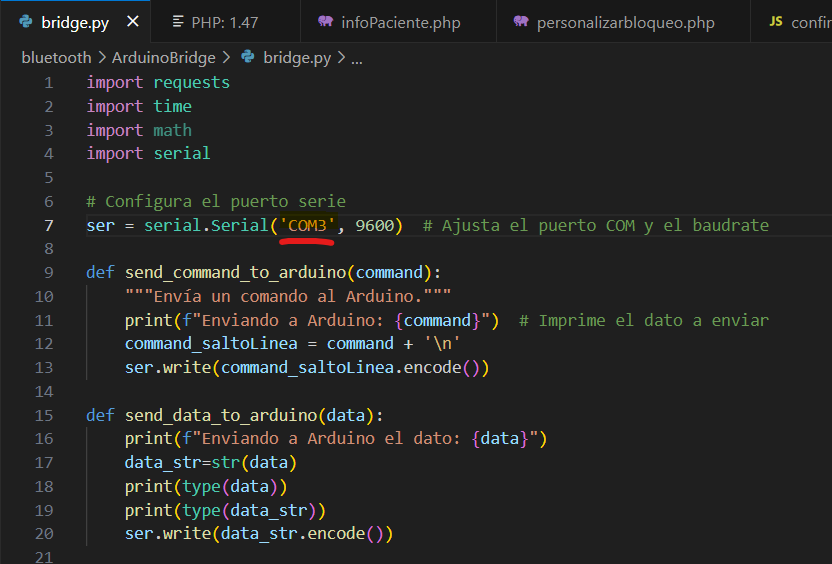 bridge.py
PHP: 1.47
infoPaciente.php
personalizarbloqueo.php
JS confir
bluetooth > ArduinoBridge > bridge.py > ...
1 import requests
2 import time
3 import math
4 import serial
5
6 # Configura el puerto serie
7 ser = serial.Serial('COM3', 9600)  # Ajusta el puerto COM y el baudrate
8
9 def send_command_to_arduino(command):
10     """Envía un comando al Arduino."""
11     print(f"Enviando a Arduino: {command}")  # Imprime el dato a enviar
12     command_saltoLinea = command + '\n'
13     ser.write(command_saltoLinea.encode())
14
15 def send_data_to_arduino(data):
16     print(f"Enviando a Arduino el dato: {data}")
17     data_str=str(data)
18     print(type(data))
19     print(type(data_str))
20     ser.write(data_str.encode())
21